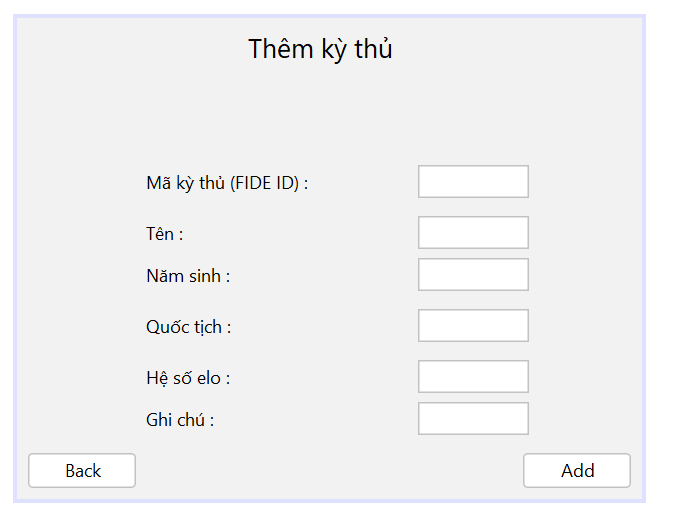 Thêm kỳ thủ
Mã kỳ thủ (FIDE ID) :
Tên :
Năm sinh :
Quốc tịch :
Hệ số elo :
Ghi chú :
Back
Add